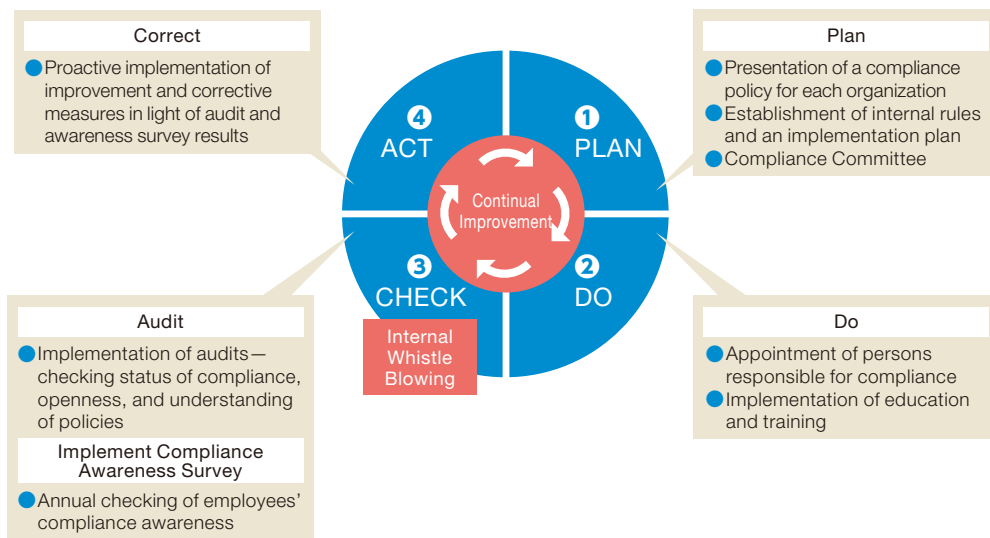 Correct
Proactive implementation of
improvement and corrective
measures in light of audit and
awareness survey results
Plan
Presentation of a compliance
policy for each organization
Establishment of internal rules
and an implementation plan
Compliance Committee
4
ACT
1
PLAN
Continual
Improvement
3
CHECK
2
DO
Internal
Whistle
Blowing
Audit
Implementation of audits—
checking status of compliance,
openness, and understanding
of policies
Implement Compliance
Awareness Survey
Annual checking of employees’
compliance awareness
Do
Appointment of persons
responsible for compliance
Implementation of education
and training